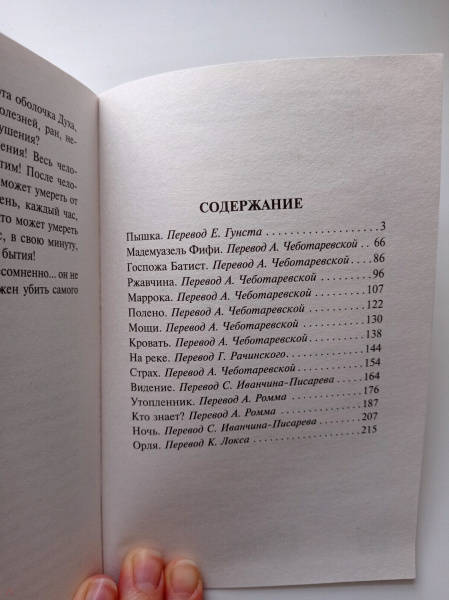 та оболочка Духа,
олезней, ран, не-
ушения?
ения! Весь чело-
тим! После чело-
может умереть от
ень, каждый час,
то может умереть
с, в свою минуту,
бытия!
сомненно... он не
жен убить самого
СОДЕРЖАНИЕ
Пышка. Перевод Е. Гунста 3
Мадемуазель Фифи. Перевод А. Чеботаревской 66
Госпожа Батист. Перевод А. Чеботаревской 86
Ржавчина. Перевод А. Чеботаревской 96
Маррока. Перевод А. Чеботаревской 107
Полено. Перевод А. Чеботаревской 122
Мощи. Перевод А. Чеботаревской 130
Кровать. Перевод А. Чеботаревской 138
На реке. Перевод Г. Рачинского 144
Страх. Перевод А. Чеботаревской 154
Видение. Перевод С. Иванчина-Писарева 164
Утопленник. Перевод А. Ромма 176
Кто знает? Перевод А. Ромма 187
Ночь. Перевод С. Иванчина-Писарева 207
Орля. Перевод К. Локса 215